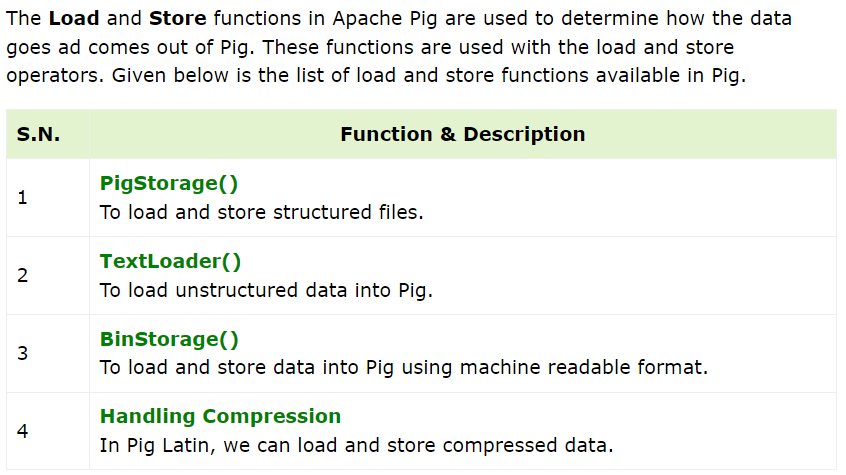 The Load and Store functions in Apache Pig are used to determine how the data
goes ad comes out of Pig. These functions are used with the load and store
operators. Given below is the list of load and store functions available in Pig.
S.N. Function & Description
1
PigStorage()
To load and store structured files.
2
TextLoader()
To load unstructured data into Pig.
3
BinStorage()
To load and store data into Pig using machine readable format.
4
Handling Compression
In Pig Latin, we can load and store compressed data.